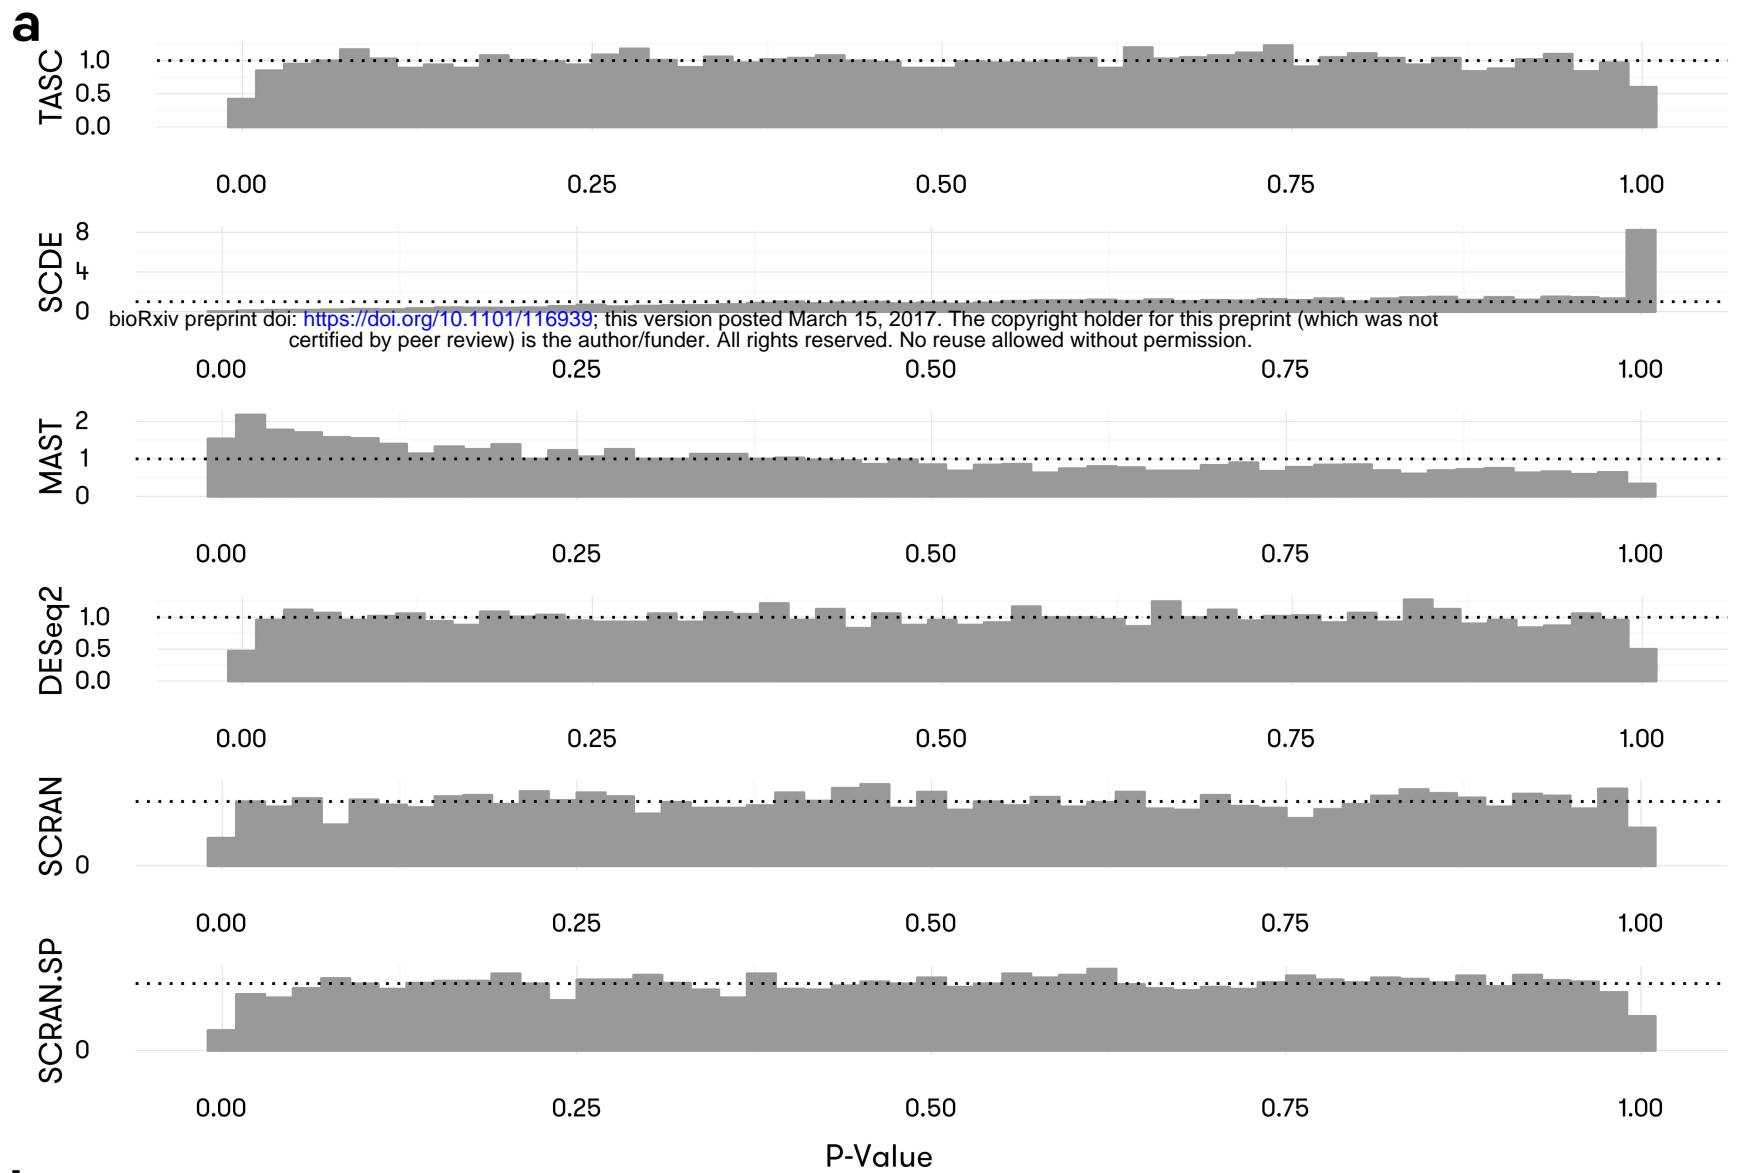 a
TASC
1.0
0.5
0.0
0.00 0.25 0.50 0.75 1.00
SCDE
8
4
0
bioRxiv preprint doi: https://doi.org/10.1101/116939; this version posted March 15, 2017. The copyright holder for this preprint (which was not
certified by peer review) is the author/funder. All rights reserved. No reuse allowed without permission.
0.00 0.25 0.50 0.75 1.00
MAST
2
1
0
0.00 0.25 0.50 0.75 1.00
DESeq2
1.0
0.5
0.0
0.00 0.25 0.50 0.75 1.00
SCRAN
0
0.00 0.25 0.50 0.75 1.00
SCRAN.SP
0
0.00 0.25 0.50 0.75 1.00
P-Value